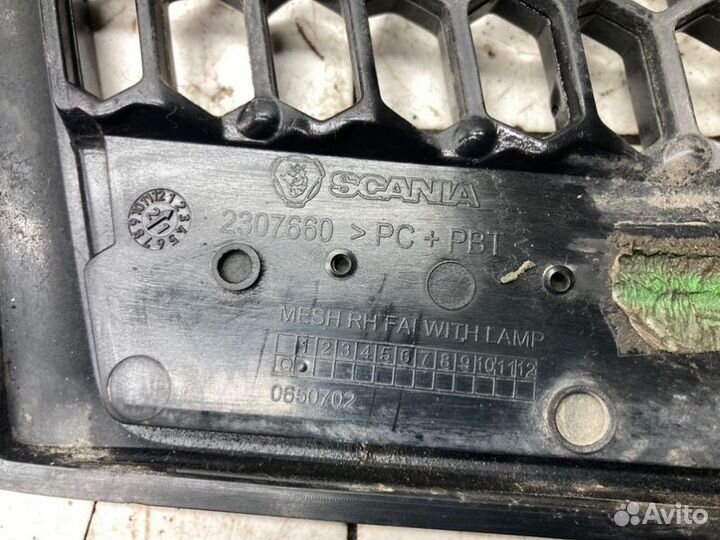 SCANIA
2307660 > PC + PBT
MESH RH FAI WITH LAMP
1 2 3 4 5 6 7 8 9 10 11 12
0650702
Avito